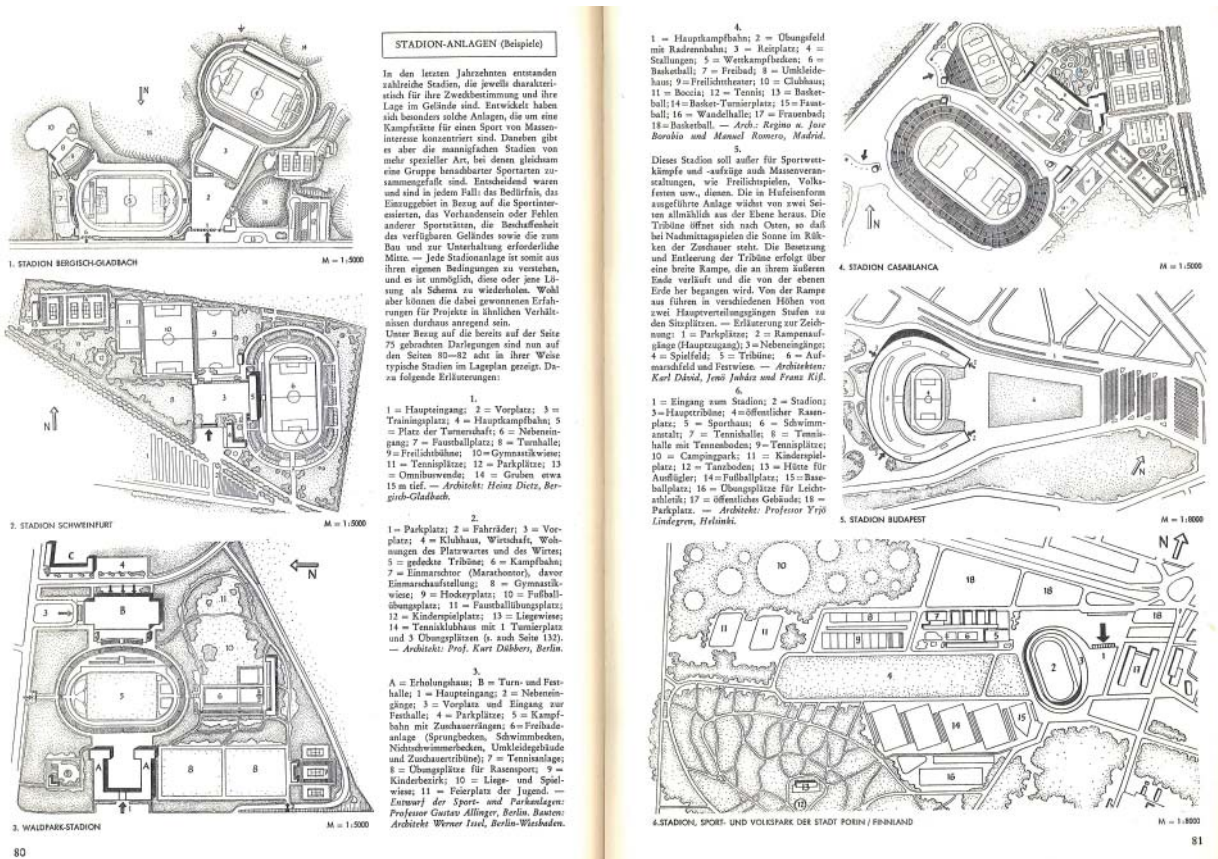 STADION-ANLAGEN (Beispiele)
In den letzten Jahrzehnten entstanden
zahlreiche Stadien, die jeweils charakteri-
stisch für ihre Zweckbestimmung und ihre
Lage im Gelände sind. Entwickelt haben
sich besonders solche Anlagen, die um eine
Kampfstätte für einen Sport von Massen-
interesse konzentriert sind. Daneben gibt
es aber die mannigfachen Stadien von
mehr spezieller Art, bei denen gleichsam
eine Gruppe benachbarter Sportarten zu-
sammengefaßt sind. Entscheidend waren
und sind in jedem Fall: das Bedürfnis, das
Einzuggebiet in Bezug auf die Sportinter-
essierten, das Vorhandensein oder Fehlen
anderer Sportstätten, die Beschaffenheit
des verfügbaren Geländes sowie die zum
Bau und zur Unterhaltung erforderliche
Mitte. — Jede Stadionanlage ist somit aus
ihren eigenen Bedingungen zu verstehen,
und es ist unmöglich, diese oder jene Lö-
sung als Schema zu wiederholen. Wohl
aber können die dabei gewonnenen Erfah-
rungen für Projekte in ähnlichen Verhält-
nissen durchaus anregend sein.
Unter Bezug auf die bereits auf der Seite
75 gebrachten Darlegungen sind nun auf
den Seiten 80—82 acht in ihrer Weise
typische Stadien im Lageplan gezeigt. Da-
zu folgende Erläuterungen:
1.
1 = Haupteingang; 2 = Vorplatz; 3 =
Trainingsplatz; 4 = Hauptkampfbahn; 5
= Platz der Turnerschaft; 6 = Nebenein-
gang; 7 = Faustballplatz; 8 = Turnhalle;
9 = Freilichtbühne; 10 = Gymnastikwiese;
11 = Tennisplätze; 12 = Parkplätze; 13
= Omnibuswende; 14 = Gruben etwa
15 m tief. — Architekt: Heinz Dietz, Ber-
gisch-Gladbach.
2.
1 = Parkplatz; 2 = Fahrräder; 3 = Vor-
platz; 4 = Klubhaus, Wirtschaft, Woh-
nungen des Platzwartes und des Wirtes;
5 = gedeckte Tribüne; 6 = Kampfbahn;
7 = Einmarschtor (Marathontor), davor
Einmarschaufstellung; 8 = Gymnastik-
wiese; 9 = Hockeyplatz; 10 = Fußball-
übungsplatz; 11 = Faustballübungsplatz;
12 = Kinderspielplatz; 13 = Liegewiese;
14 = Tennisklubhaus mit 1 Turnierplatz
und 3 Übungsplätzen (s. auch Seite 132).
— Architekt: Prof. Kurt Dübbers, Berlin.
3.
A = Erholungshaus; B = Turn- und Fest-
halle; 1 = Haupteingang; 2 = Nebenein-
gänge; 3 = Vorplatz und Eingang zur
Festhalle; 4 = Parkplätze; 5 = Kampf-
bahn mit Zuschauerrängen; 6 = Freibade-
anlage (Sprungbecken, Schwimmbecken,
Nichtschwimmerbecken, Umkleidegebäude
und Zuschauertribüne); 7 = Tennisanlage;
8 = Übungsplätze für Rasensport; 9 =
Kinderbezirk; 10 = Liege- und Spiel-
wiese; 11 = Feierplatz der Jugend. —
Entwurf der Sport- und Parkanlagen:
Professor Gustav Allinger, Berlin. Bauten:
Architekt Werner Issel, Berlin-Wiesbaden.
1. STADION BERGISCH-GLADBACH
M = 1:5000
2. STADION SCHWEINFURT
M = 1:5000
3. WALDPARK-STADION
M = 1:5000
80
4.
1 = Hauptkampfbahn; 2 = Übungsfeld
mit Radrennbahn; 3 = Reitplatz; 4 =
Stallungen; 5 = Wettkampfbecken; 6 =
Basketball; 7 = Freibad; 8 = Umkleide-
haus; 9 = Freilichttheater; 10 = Clubhaus;
11 = Boccia; 12 = Tennis; 13 = Basket-
ball; 14 = Basket-Turnierplatz; 15 = Faust-
ball; 16 = Wandelhalle; 17 = Frauenbad;
18 = Basketball. — Arch.: Regino u. Jose
Borobio und Manuel Romero, Madrid.
5.
Dieses Stadion soll außer für Sportwett-
kämpfe und -aufzüge auch Massenveran-
staltungen, wie Freilichtspielen, Volks-
festen usw., dienen. Die in Hufeisenform
ausgeführte Anlage wächst von zwei Sei-
ten allmählich aus der Ebene heraus. Die
Tribüne öffnet sich nach Osten, so daß
bei Nachmittagsspielen die Sonne im Rük-
ken der Zuschauer steht. Die Besetzung
und Entleerung der Tribüne erfolgt über
eine breite Rampe, die an ihrem äußeren
Ende verläuft und die von der ebenen
Erde her begangen wird. Von der Rampe
aus führen in verschiedenen Höhen von
zwei Hauptverteilungsgängen Stufen zu
den Sitzplätzen. — Erläuterung zur Zeich-
nung: 1 = Parkplätze; 2 = Rampenauf-
gänge (Hauptzugang); 3 = Nebeneingänge;
4 = Spielfeld; 5 = Tribüne; 6 = Auf-
marschfeld und Festwiese. — Architekten:
Karl Dávid, Jenö Juhász und Franz Kiß.
6.
1 = Eingang zum Stadion; 2 = Stadion;
3 = Haupttribüne; 4 = öffentlicher Rasen-
platz; 5 = Sporthaus; 6 = Schwimm-
anstalt; 7 = Tennishalle; 8 = Tennis-
halle mit Tennenboden; 9 = Tennisplätze;
10 = Campingpark; 11 = Kinderspiel-
platz; 12 = Tanzboden; 13 = Hütte für
Ausflügler; 14 = Fußballplatz; 15 = Base-
ballplatz; 16 = Übungsplätze für Leicht-
athletik; 17 = öffentliches Gebäude; 18 =
Parkplatz. — Architekt: Professor Yrjö
Lindegren, Helsinki.
4. STADION CASABLANCA
M = 1:5000
5. STADION BUDAPEST
M = 1:8000
6. STADION, SPORT- UND VOLKSPARK DER STADT PORIN / FINNLAND
M = 1:8000
81